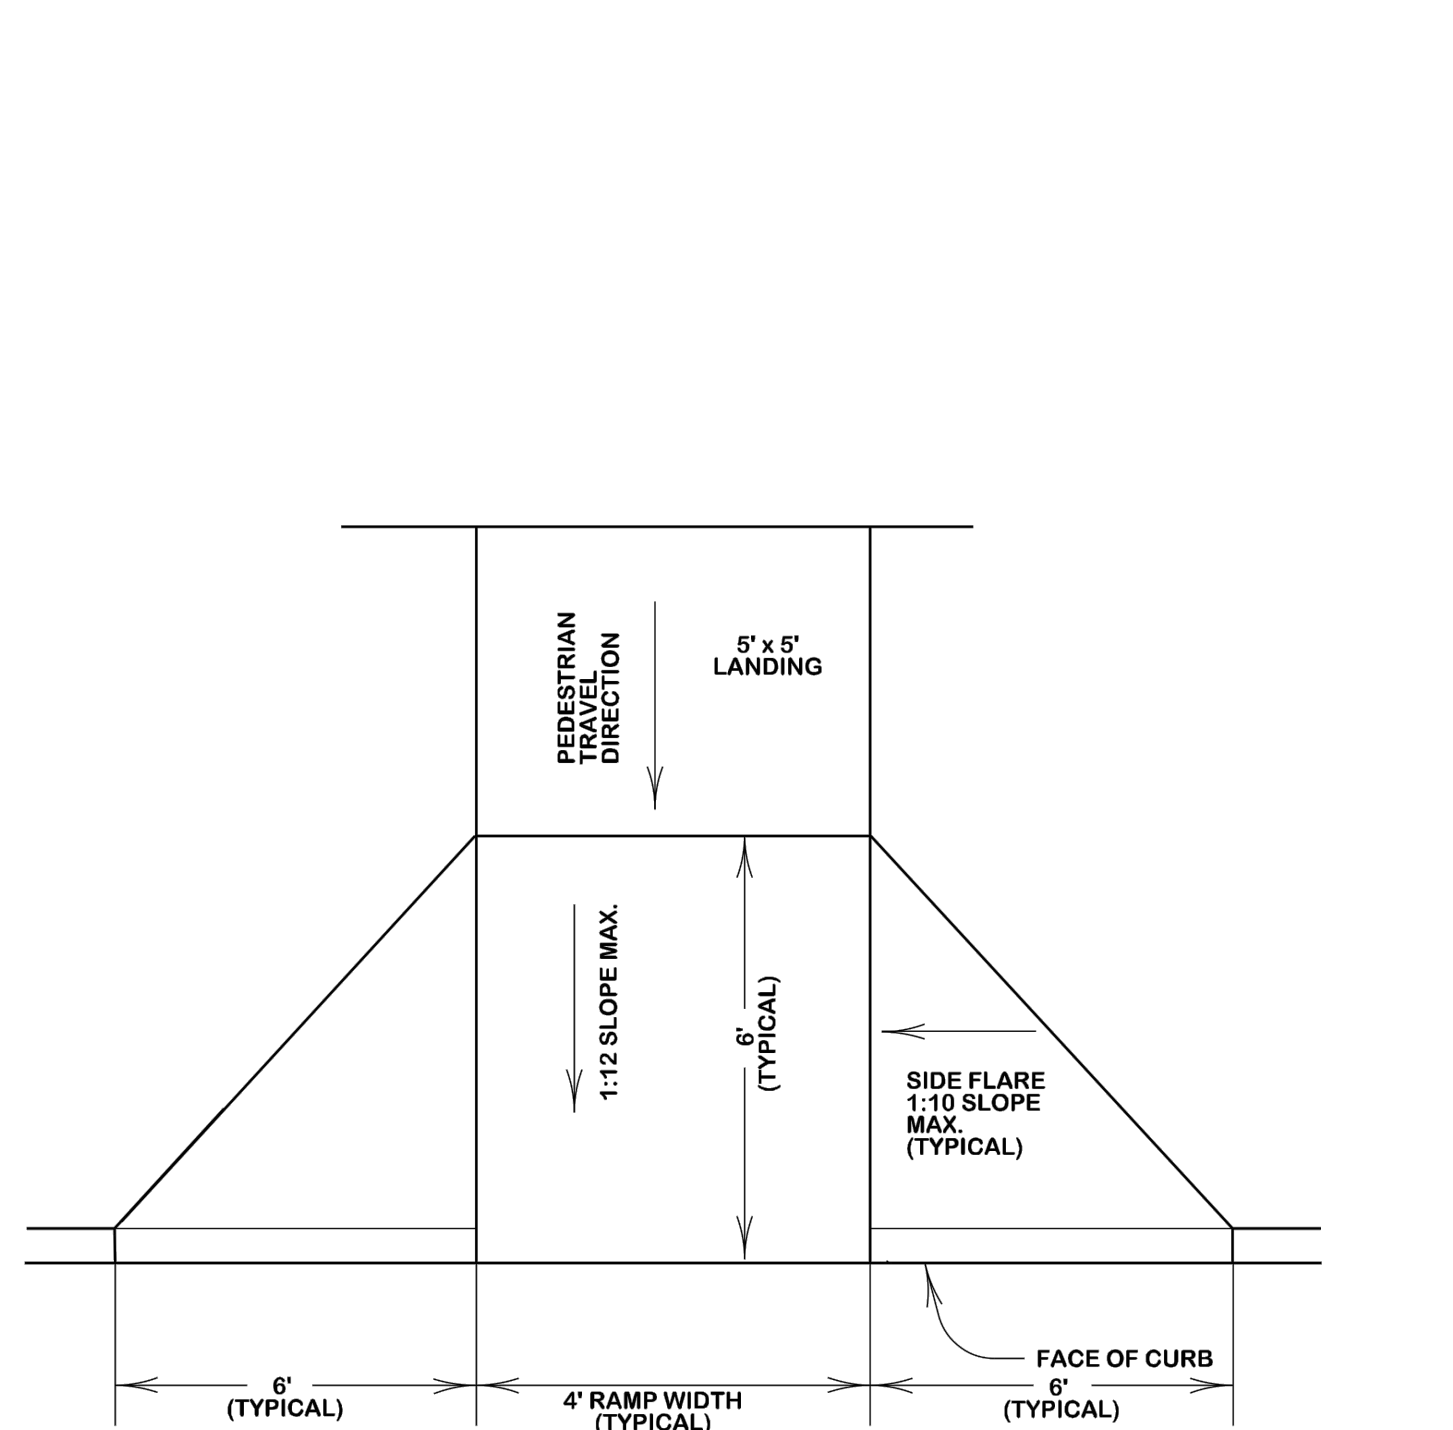 PEDESTRIAN
TRAVEL
DIRECTION
5' x 5'
LANDING
1:12 SLOPE MAX.
6'
(TYPICAL)
SIDE FLARE
1:10 SLOPE
MAX.
(TYPICAL)
FACE OF CURB
6'
(TYPICAL)
4' RAMP WIDTH
(TYPICAL)
6'
(TYPICAL)